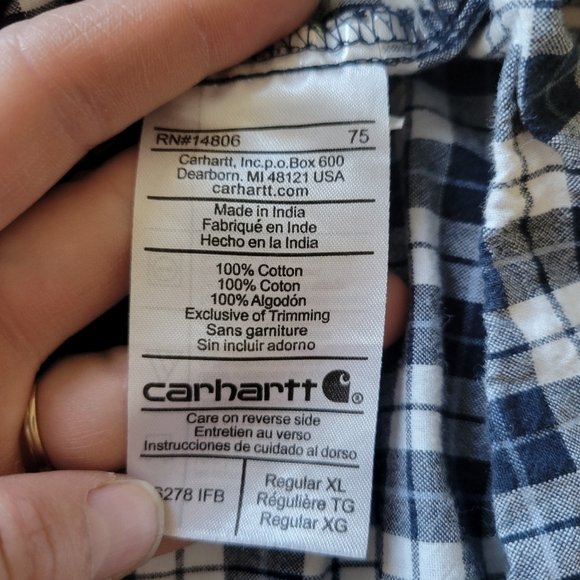 RN#14806 75
Carhartt, Inc.p.o.Box 600
Dearborn. MI 48121 USA
carhartt.com
Made in India
Fabriqué en Inde
Hecho en la India
100% Cotton
100% Coton
100% Algodón
Exclusive of Trimming
Sans garniture
Sin incluir adorno
carhartt ®
Care on reverse side
Entretien au verso
Instrucciones de cuidado al dorso
IFB
Regular XL
Régulière TG
Regular XG